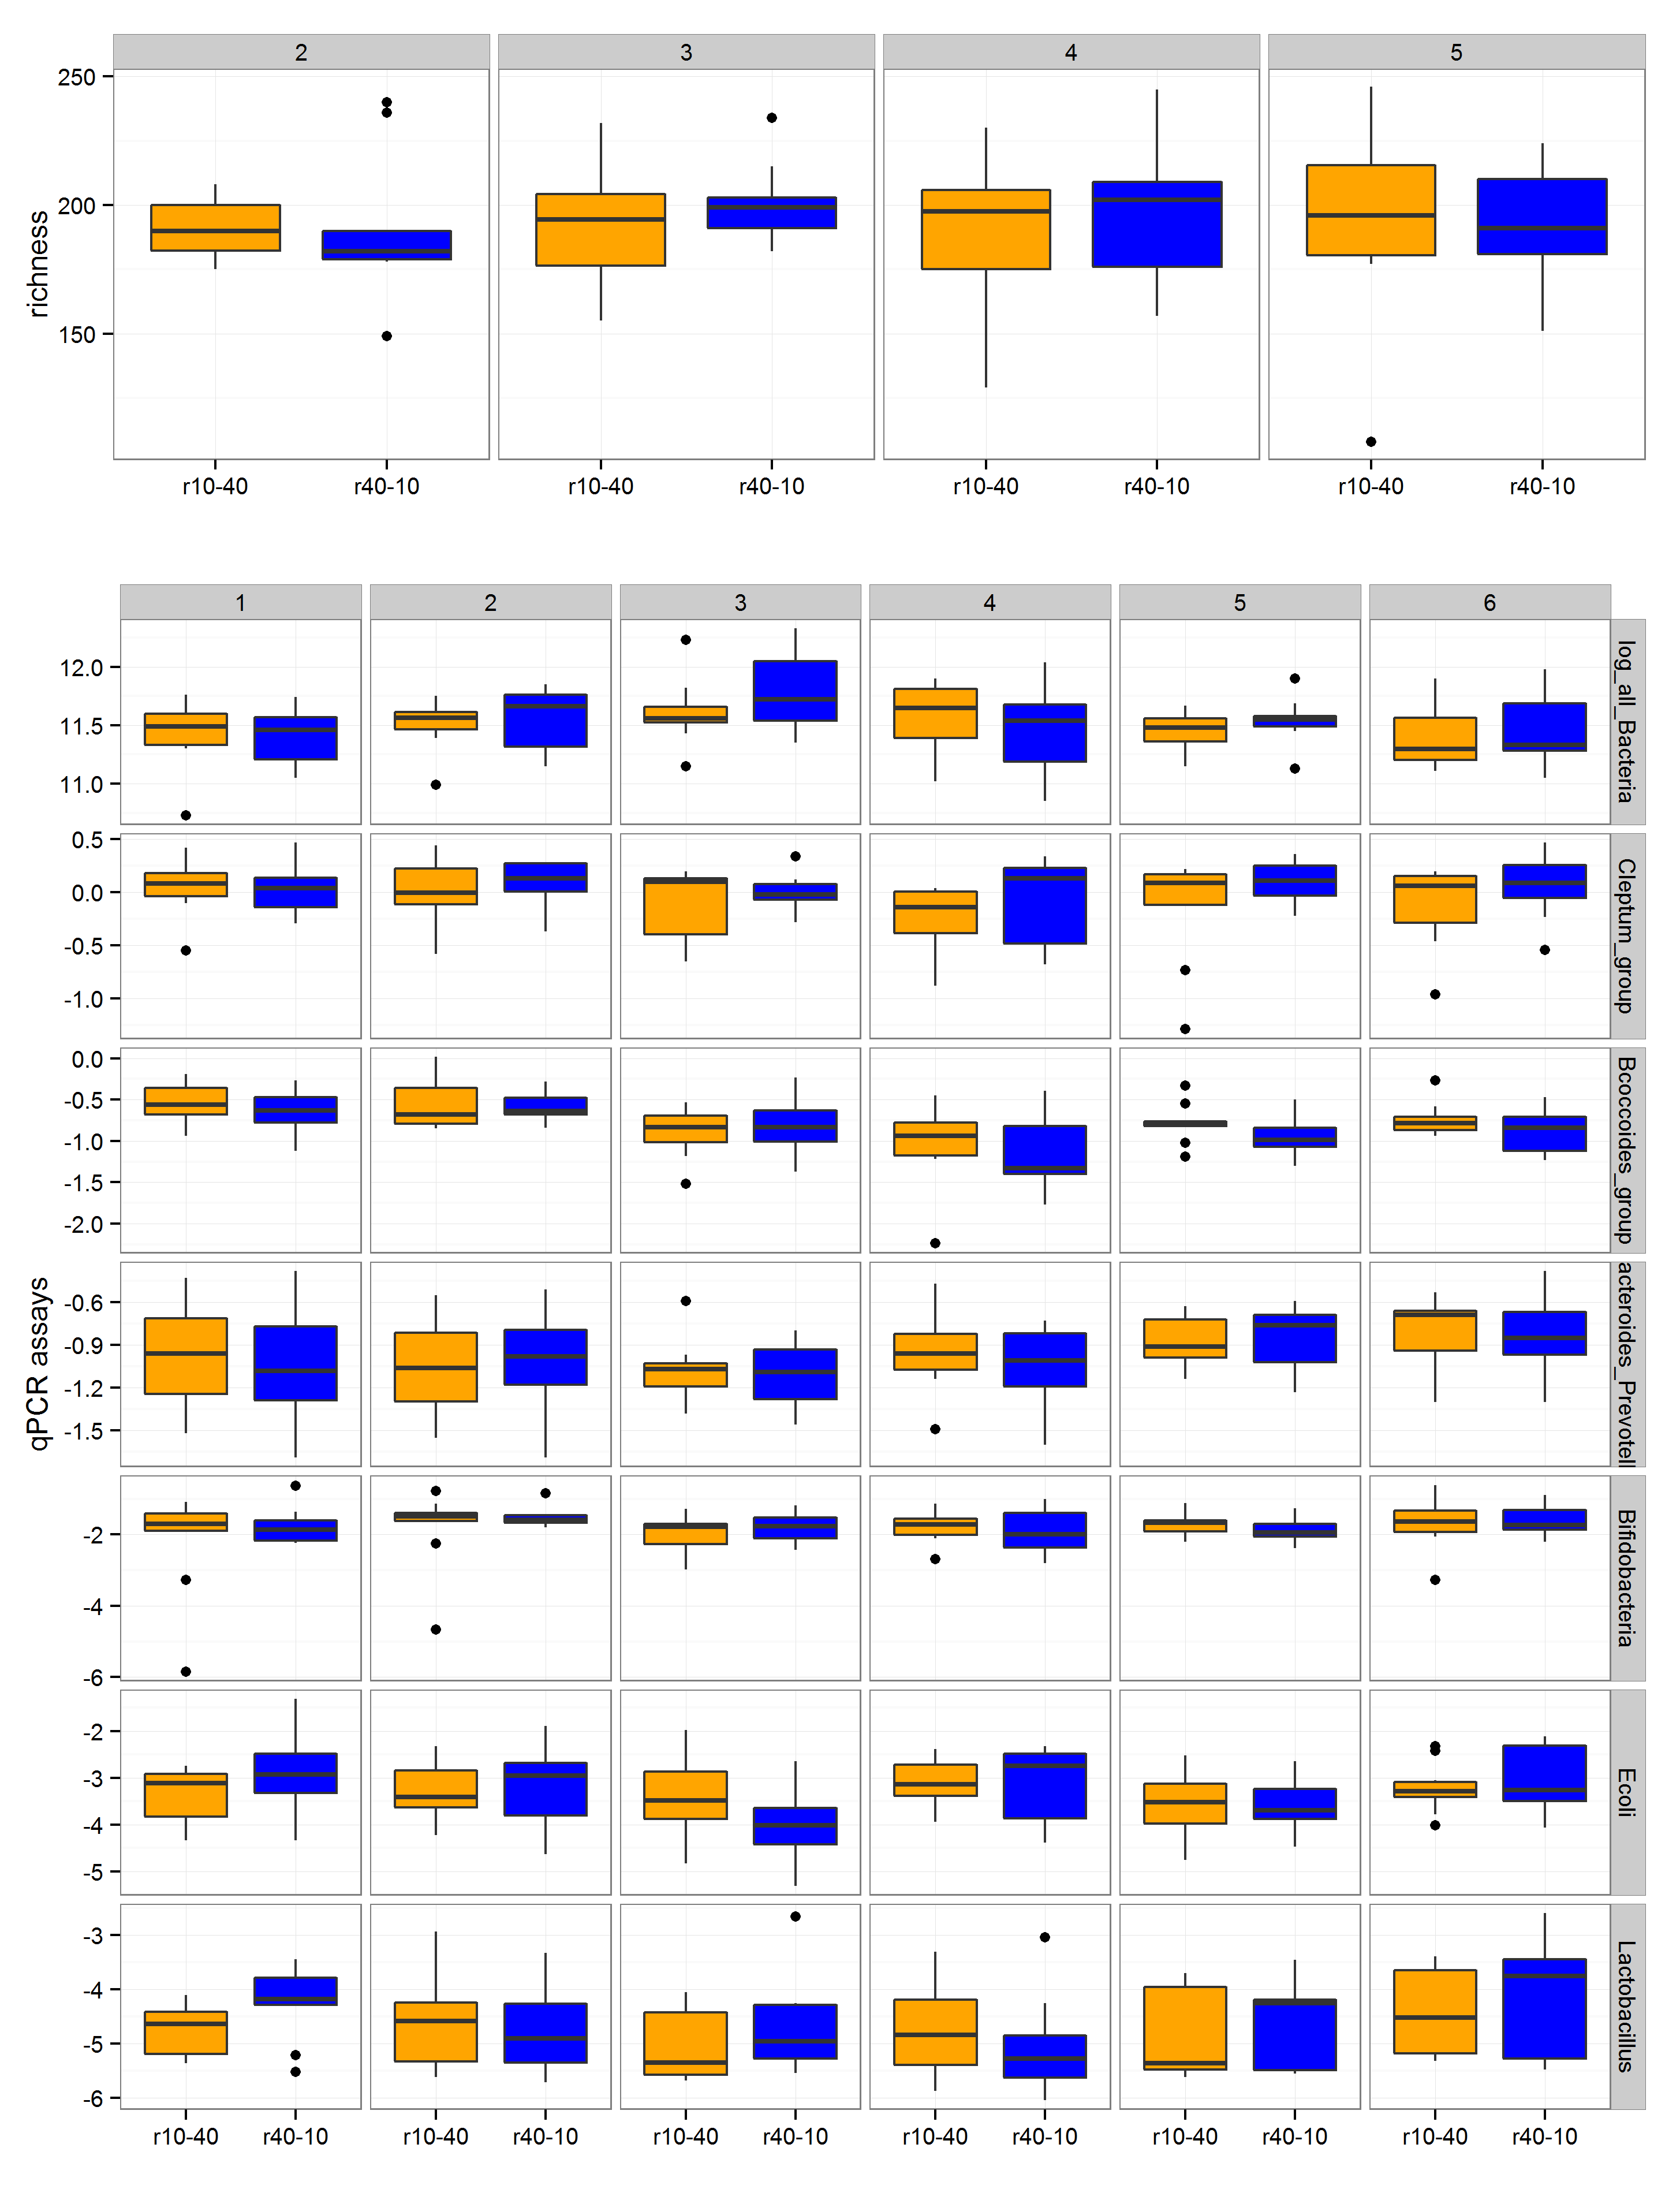 2 3 4 5
250
200
150
richness
r10-40 r40-10 r10-40 r40-10 r10-40 r40-10 r10-40 r40-10
1 2 3 4 5 6
12.0
11.5
11.0
log_all_Bacteria
0.5
0.0
-0.5
-1.0
Cleptum_group
0.0
-0.5
-1.0
-1.5
-2.0
Bcoccoides_group
qPCR assays
-0.6
-0.9
-1.2
-1.5
acteroides_Prevotell
-2
-4
-6
Bifidobacteria
-2
-3
-4
-5
Ecoli
-3
-4
-5
-6
Lactobacillus
r10-40 r40-10 r10-40 r40-10 r10-40 r40-10 r10-40 r40-10 r10-40 r40-10 r10-40 r40-10